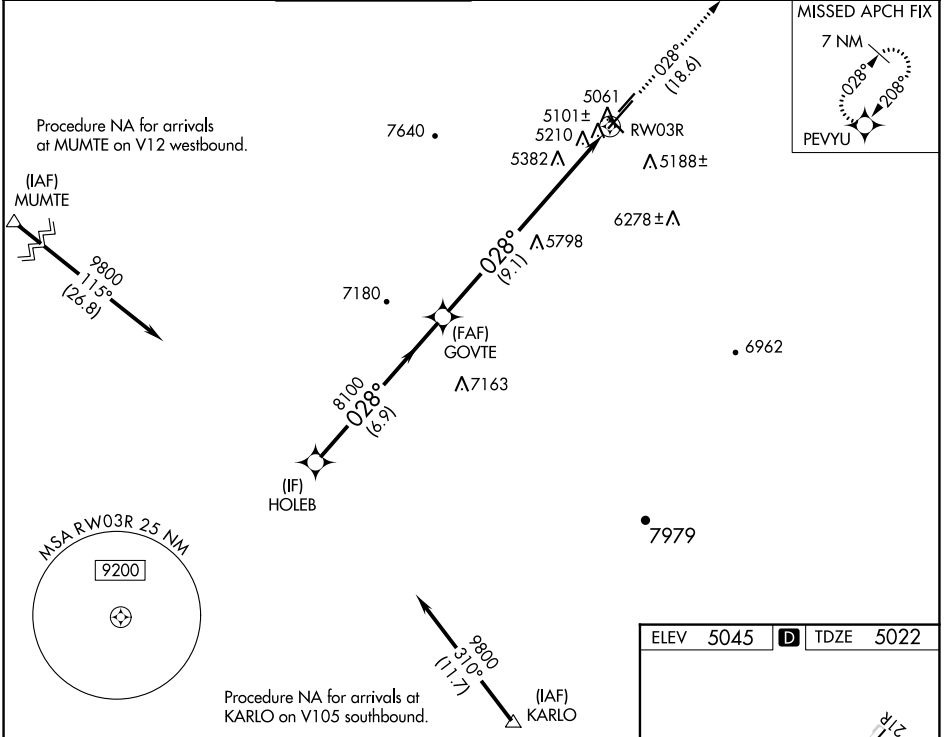 MISSED APCH FIX
7 NM
028°
208°
PEVYU
028°
(18.6)
5061
5101±
5210
RW03R
7640
5382
5188±
Procedure NA for arrivals
at MUMTE on V12 westbound.
(IAF)
MUMTE
6278±
5798
9800
115°
(26.8)
028°
(9.1)
7180
(FAF)
GOVTE
6962
7163
8100
028°
(6.9)
(IF)
HOLEB
MSA RW03R 25 NM
9200
7979
9800
310°
(11.7)
(IAF)
KARLO
Procedure NA for arrivals at
KARLO on V105 southbound.
ELEV 5045 D TDZE 5022
21R